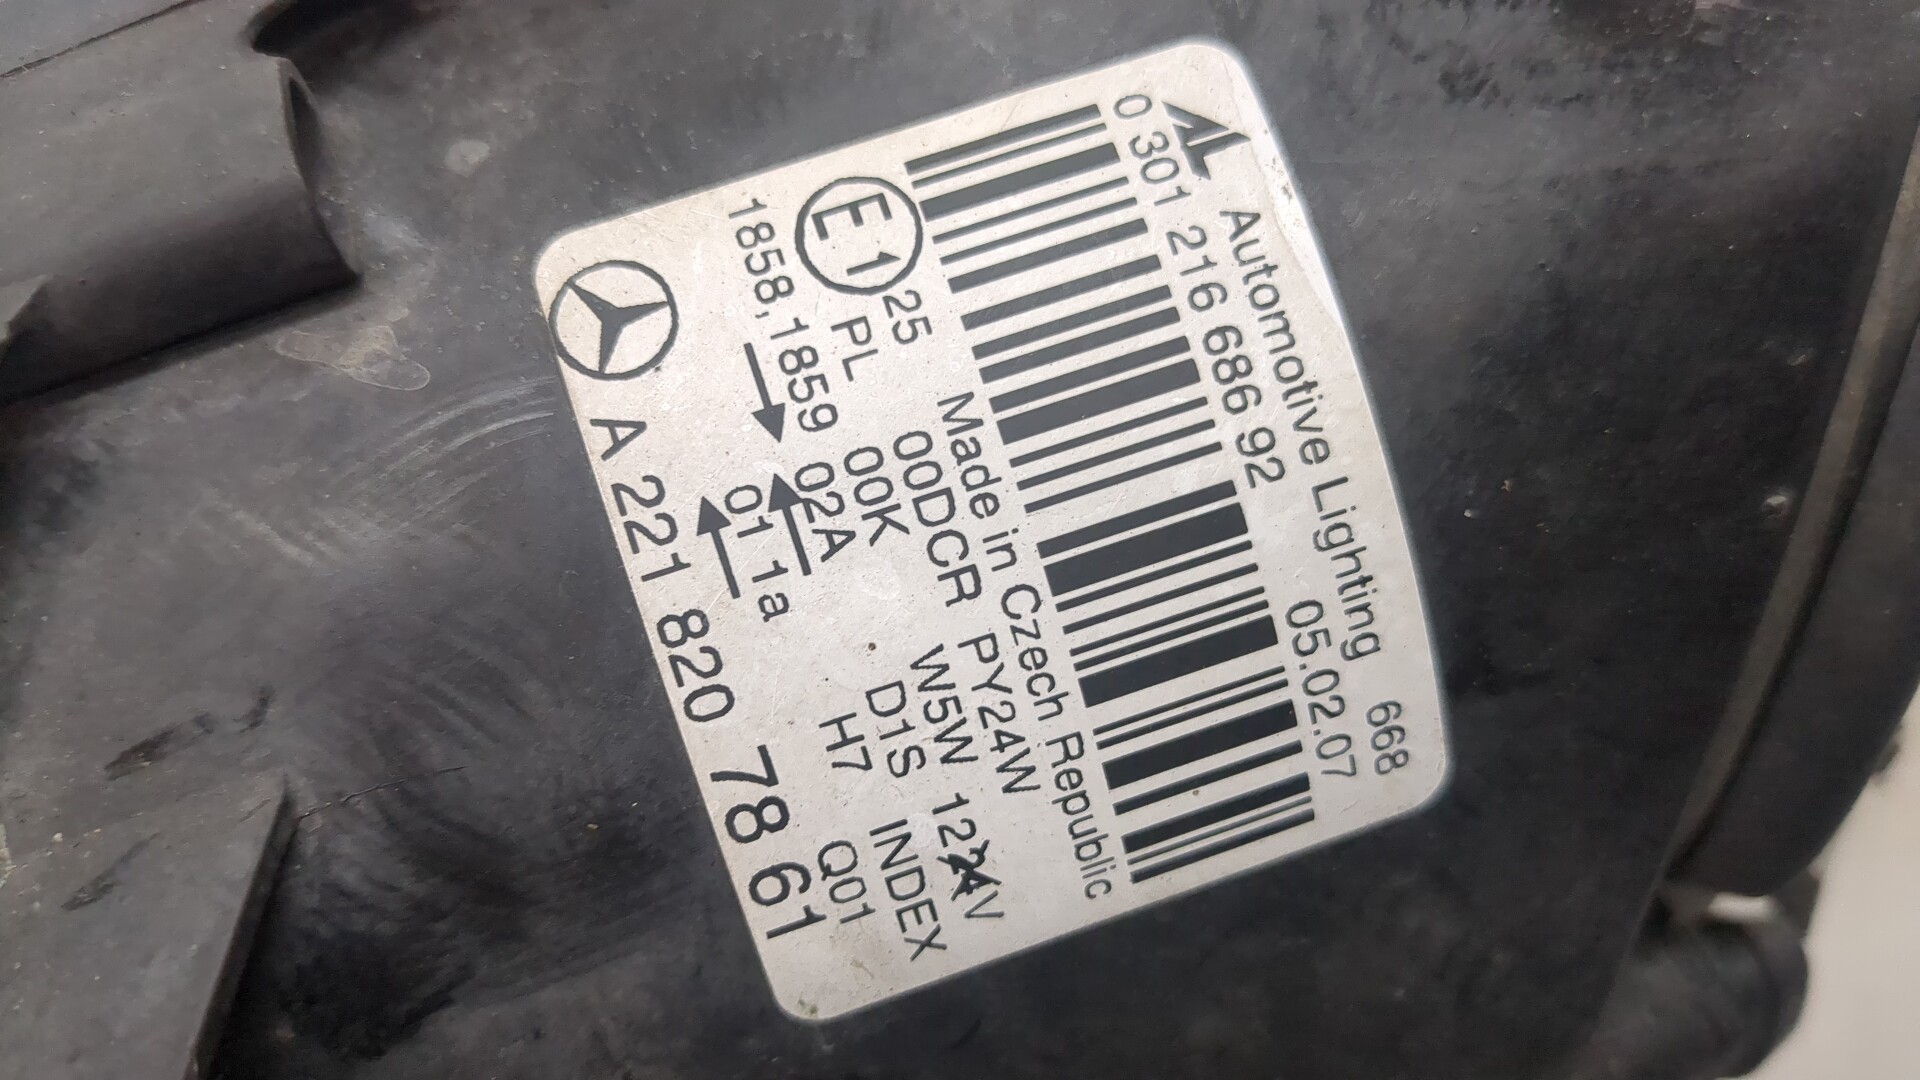 AL Automotive Lighting 668
0 301 216 686 92 05.02.07
Made in Czech Republic
25 00DCR PY24W
E1 PL 00K W5W 12V
1858,1859 02A D1S INDEX
01 1a H7 Q01
A 221 820 78 61